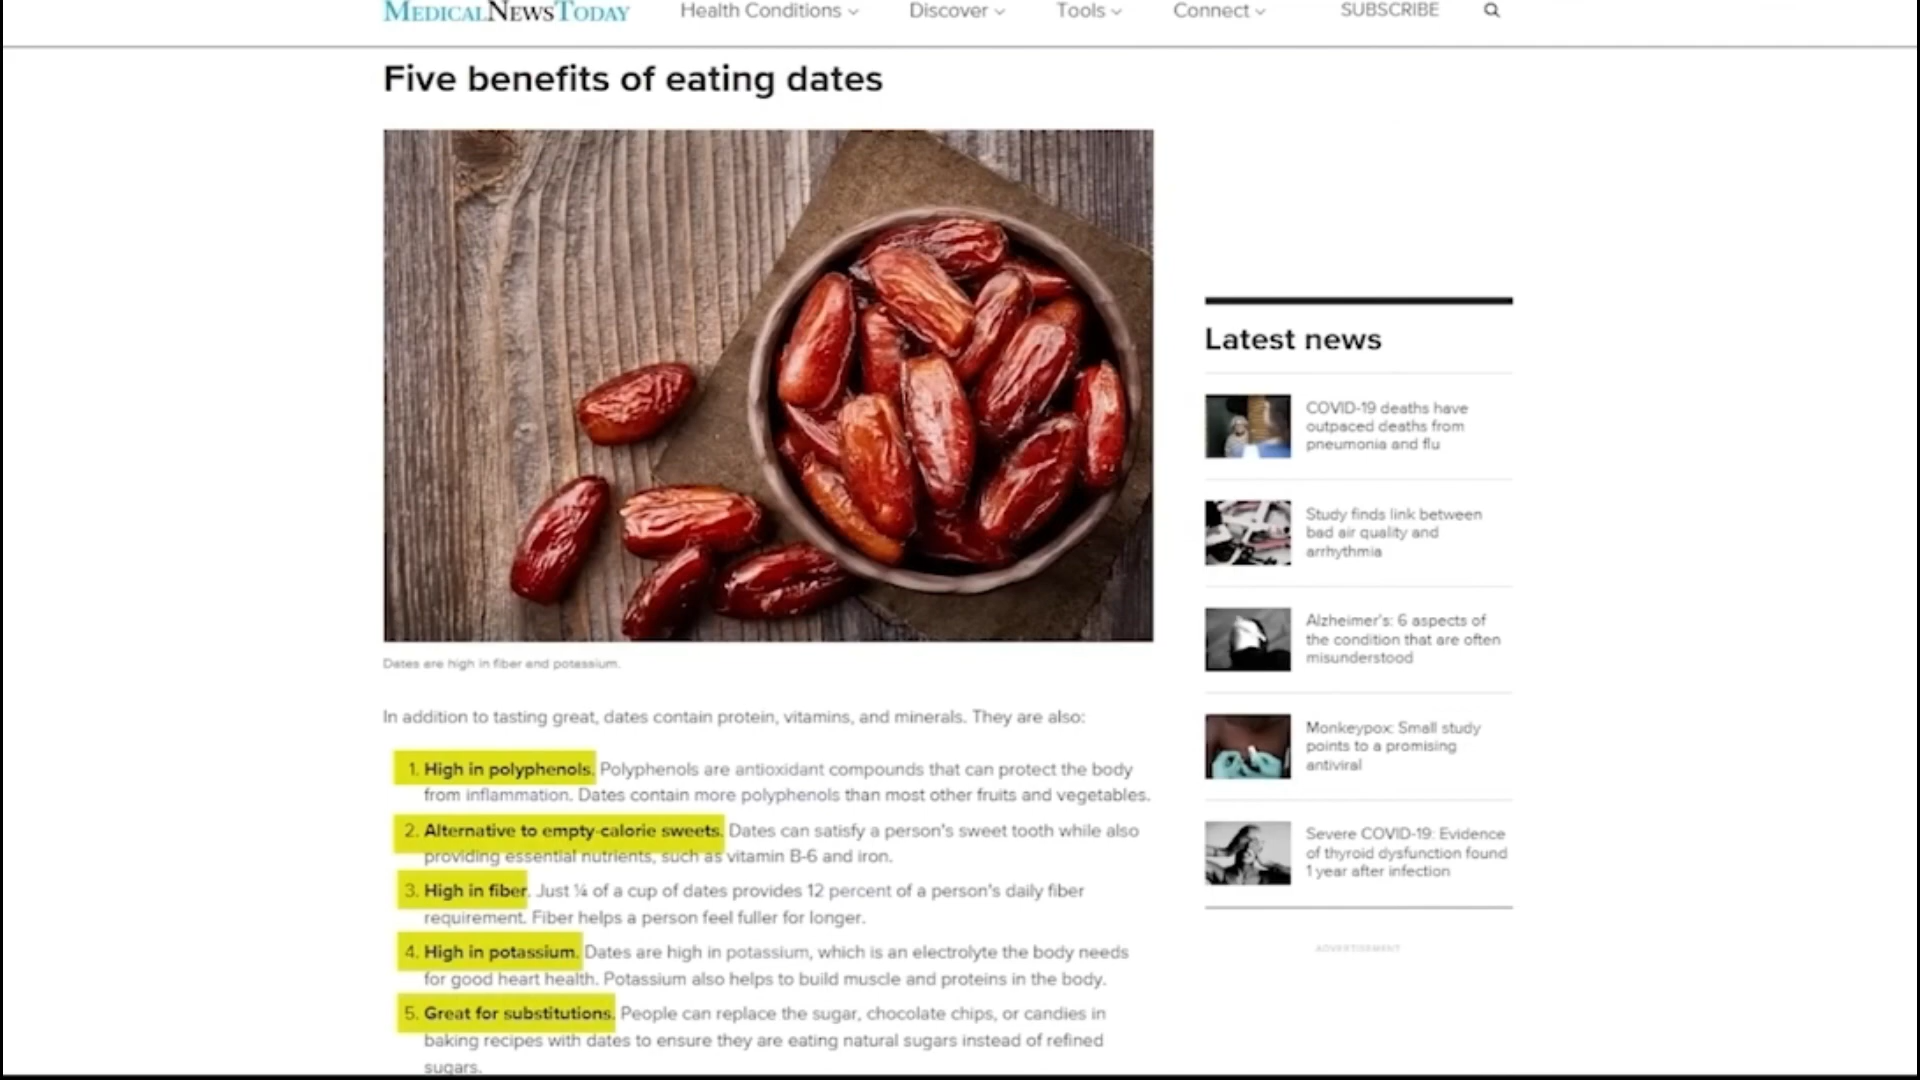 MEDICALNEWSTODAY Health Conditions Discover Tools Connect SUBSCRIBE
Five benefits of eating dates
Dates are high in fiber and potassium.
In addition to tasting great, dates contain protein, vitamins, and minerals. They are also:
1. High in polyphenols. Polyphenols are antioxidant compounds that can protect the body
from inflammation. Dates contain more polyphenols than most other fruits and vegetables.
2. Alternative to empty-calorie sweets. Dates can satisfy a person's sweet tooth while also
providing essential nutrients, such as vitamin B-6 and iron.
3. High in fiber. Just ¼ of a cup of dates provides 12 percent of a person's daily fiber
requirement. Fiber helps a person feel fuller for longer.
4. High in potassium. Dates are high in potassium, which is an electrolyte the body needs
for good heart health. Potassium also helps to build muscle and proteins in the body.
5. Great for substitutions. People can replace the sugar, chocolate chips, or candies in
baking recipes with dates to ensure they are eating natural sugars instead of refined
sugars.
Latest news
COVID-19 deaths have
outpaced deaths from
pneumonia and flu
Study finds link between
bad air quality and
arrhythmia
Alzheimer's: 6 aspects of
the condition that are often
misunderstood
Monkeypox: Small study
points to a promising
antiviral
Severe COVID-19: Evidence
of thyroid dysfunction found
1 year after infection
ADVERTISEMENT